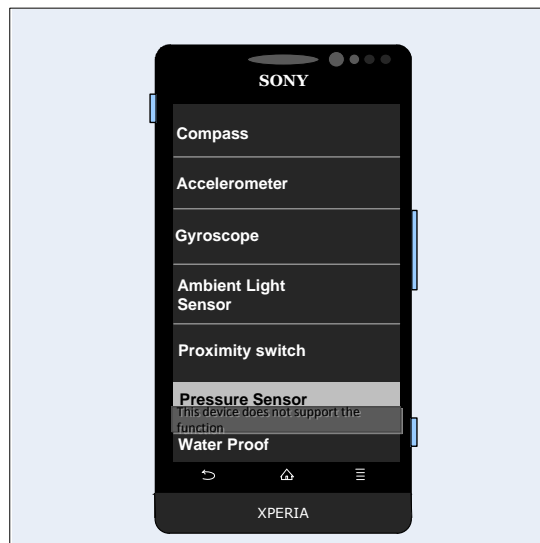 SONY
Compass
Accelerometer
Gyroscope
Ambient Light
Sensor
Proximity switch
Pressure Sensor
This device does not support the
function
Water Proof
XPERIA